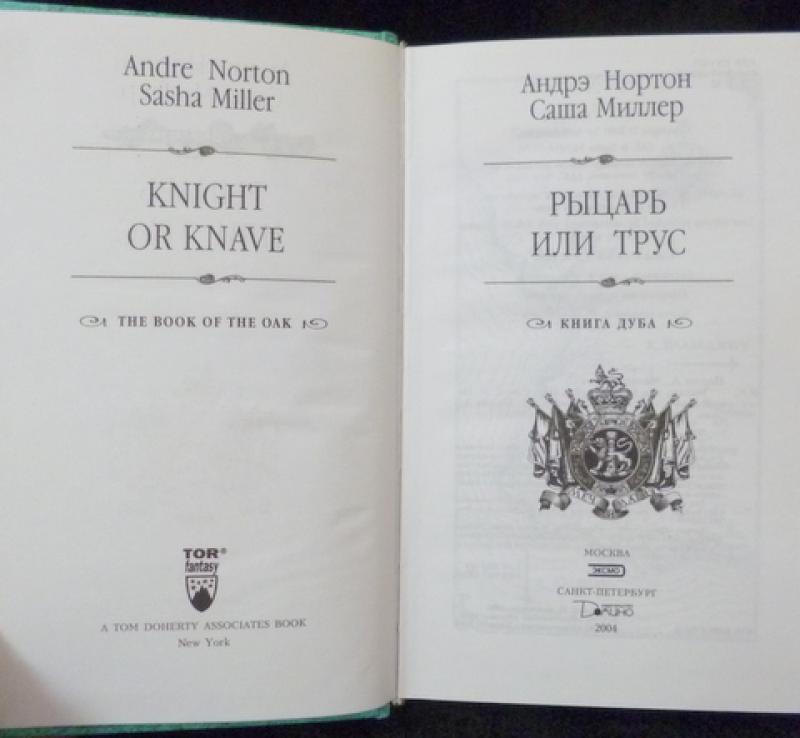 Andre Norton
Sasha Miller
KNIGHT
OR KNAVE
THE BOOK OF THE OAK
TOR®
fantasy
A TOM DOHERTY ASSOCIATES BOOK
New York
Андрэ Нортон
Саша Миллер
РЫЦАРЬ
ИЛИ ТРУС
КНИГА ДУБА
МОСКВА
ЭКСМО
САНКТ-ПЕТЕРБУРГ
Домино
2004